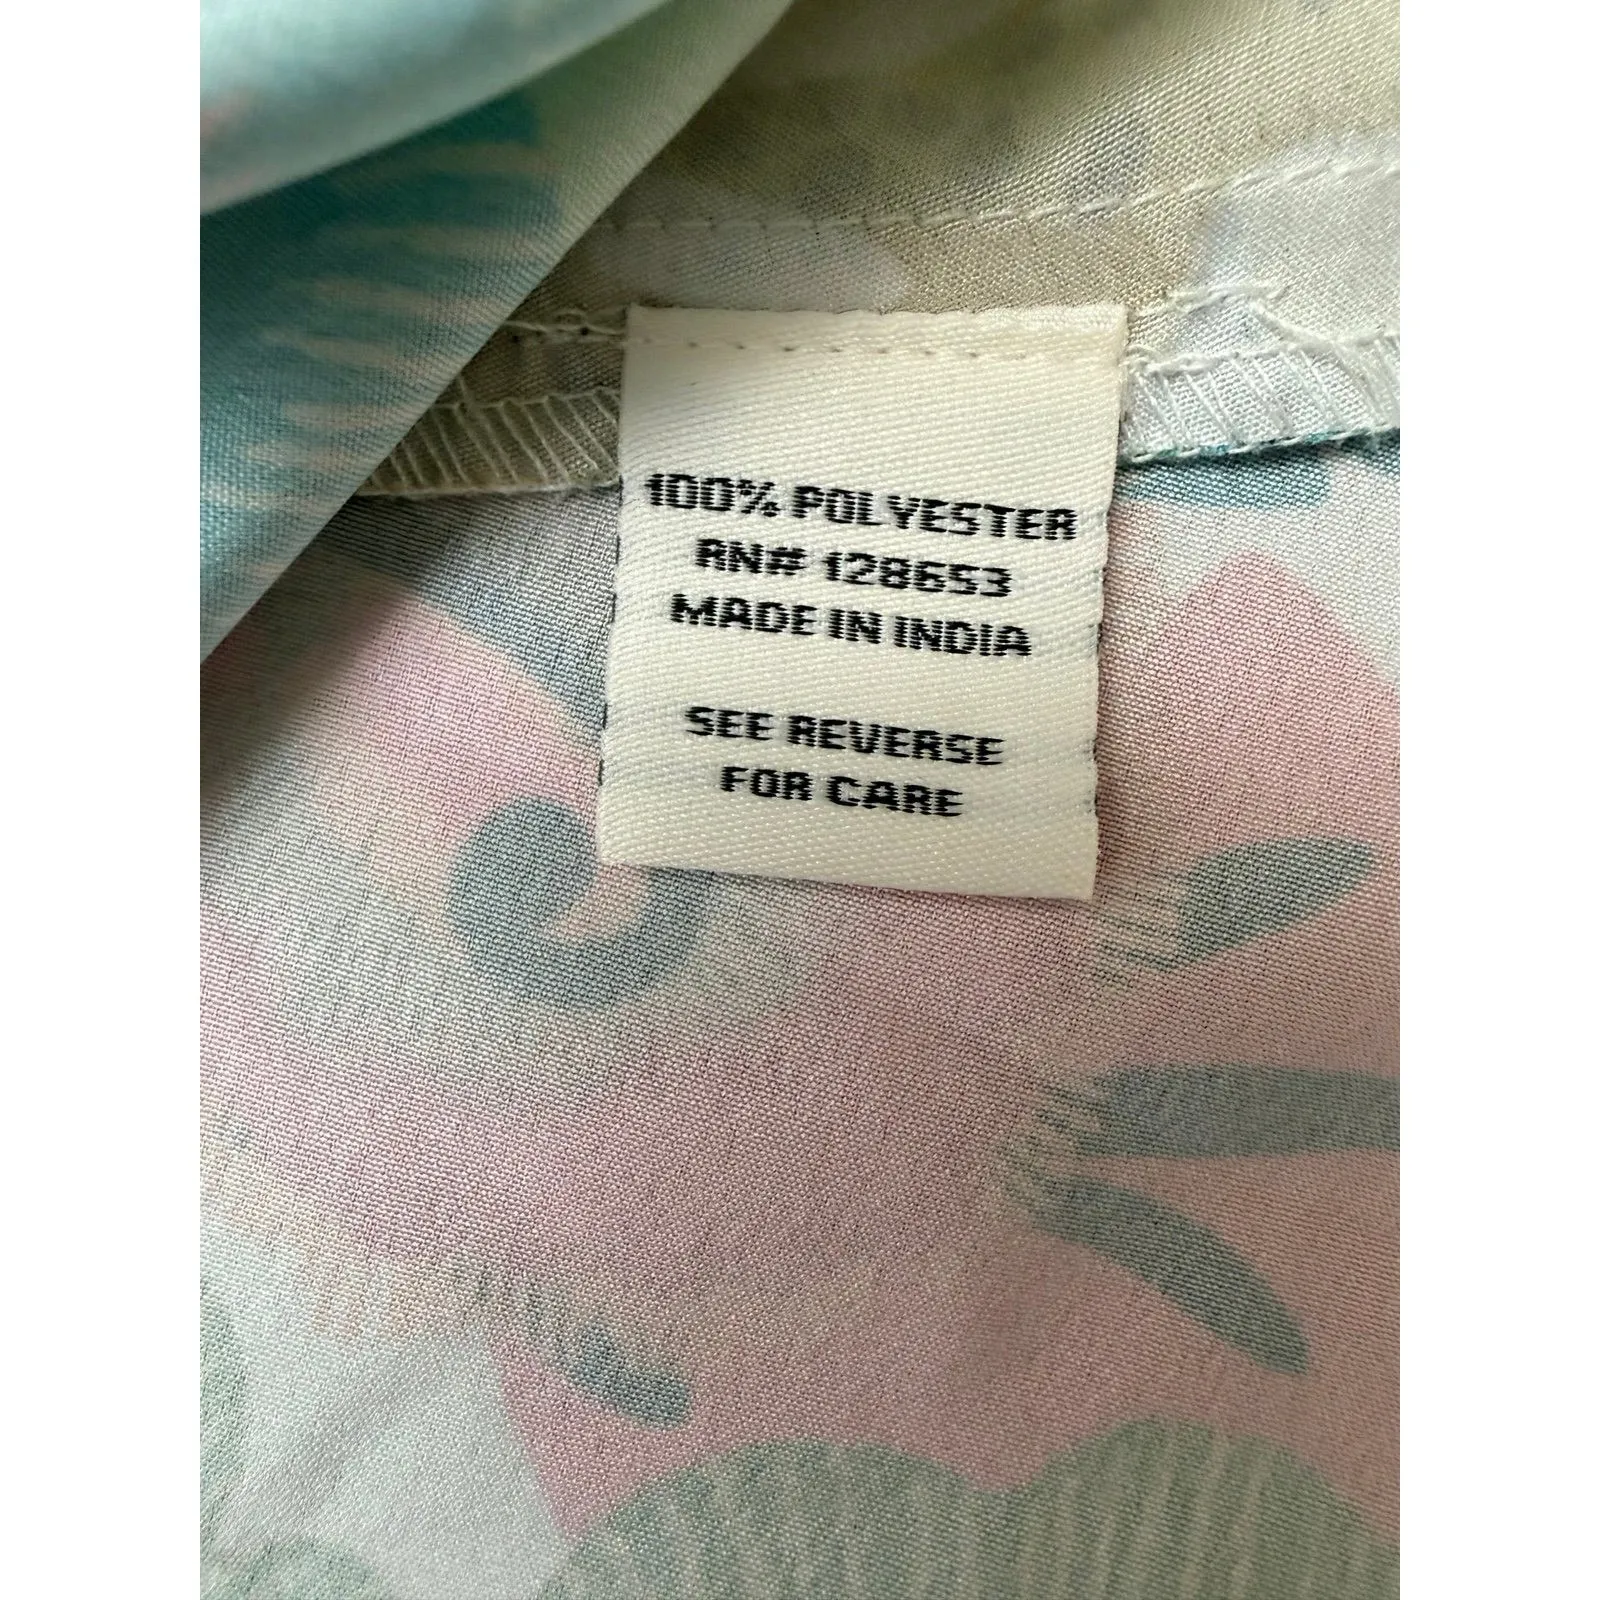 100% POLYESTER
RN# 128653
MADE IN INDIA
SEE REVERSE
FOR CARE